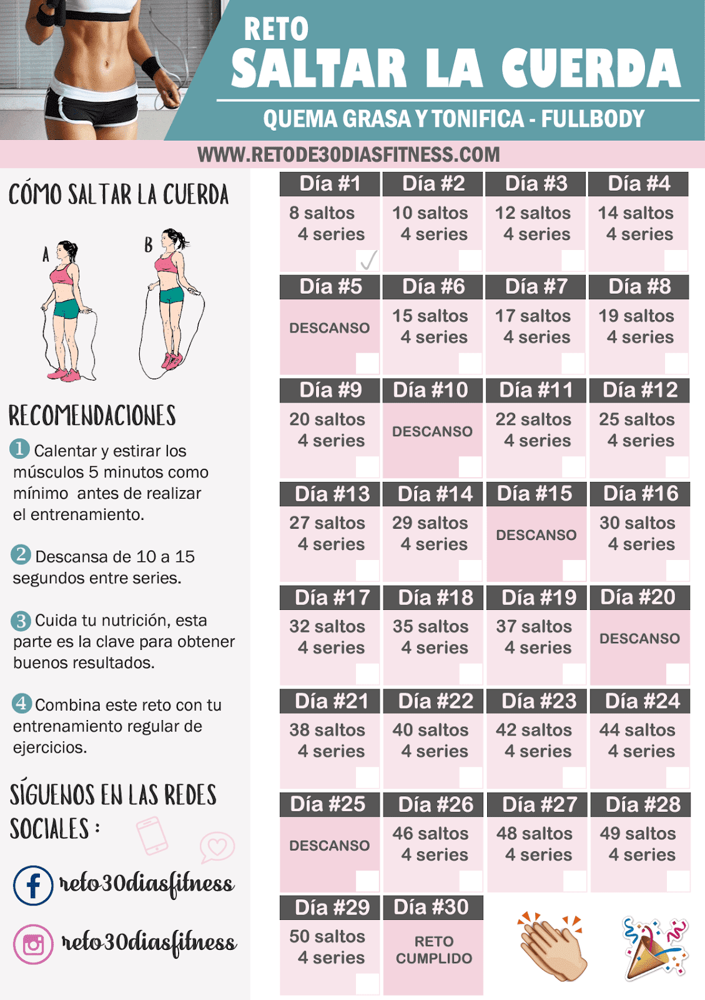 RETO
SALTAR LA CUERDA
QUEMA GRASA Y TONIFICA - FULLBODY
WWW.RETODE30DIASFITNESS.COM
CÓMO SALTAR LA CUERDA
A
B
RECOMENDACIONES
1 Calentar y estirar los
músculos 5 minutos como
mínimo antes de realizar
el entrenamiento.
2 Descansa de 10 a 15
segundos entre series.
3 Cuida tu nutrición, esta
parte es la clave para obtener
buenos resultados.
4 Combina este reto con tu
entrenamiento regular de
ejercicios.
SÍGUENOS EN LAS REDES
SOCIALES :
reto30diasfitness
reto30diasfitness
Día #1
8 saltos
4 series
Día #2
10 saltos
4 series
Día #3
12 saltos
4 series
Día #4
14 saltos
4 series
Día #5
DESCANSO
Día #6
15 saltos
4 series
Día #7
17 saltos
4 series
Día #8
19 saltos
4 series
Día #9
20 saltos
4 series
Día #10
DESCANSO
Día #11
22 saltos
4 series
Día #12
25 saltos
4 series
Día #13
27 saltos
4 series
Día #14
29 saltos
4 series
Día #15
DESCANSO
Día #16
30 saltos
4 series
Día #17
32 saltos
4 series
Día #18
35 saltos
4 series
Día #19
37 saltos
4 series
Día #20
DESCANSO
Día #21
38 saltos
4 series
Día #22
40 saltos
4 series
Día #23
42 saltos
4 series
Día #24
44 saltos
4 series
Día #25
DESCANSO
Día #26
46 saltos
4 series
Día #27
48 saltos
4 series
Día #28
49 saltos
4 series
Día #29
50 saltos
4 series
Día #30
RETO
CUMPLIDO